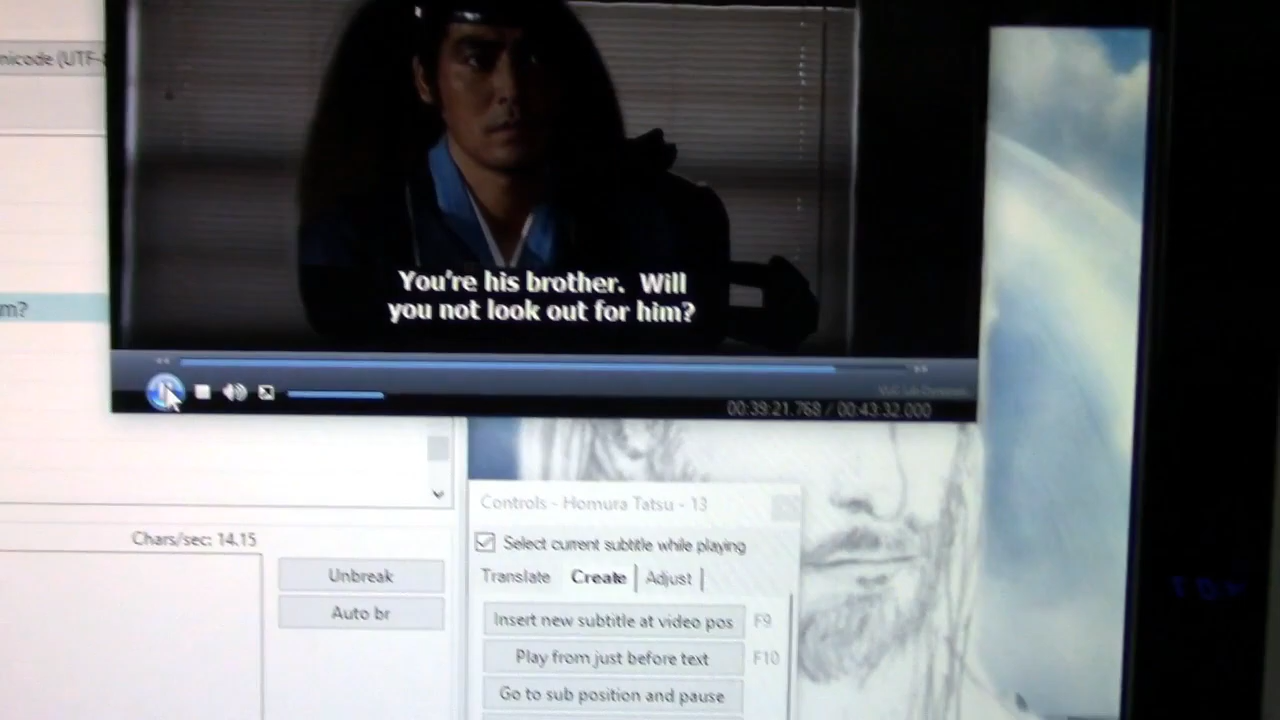 nicode (UTF-
You're his brother.  Will
you not look out for him?
m?
00:39:21.768 / 00:43:32.000
Controls - Homura Tatsu - 13
Chars/sec: 14.15
Select current subtitle while playing
Unbreak
Translate Create Adjust
Auto br
Insert new subtitle at video pos F9
Play from just before text F10
Go to sub position and pause